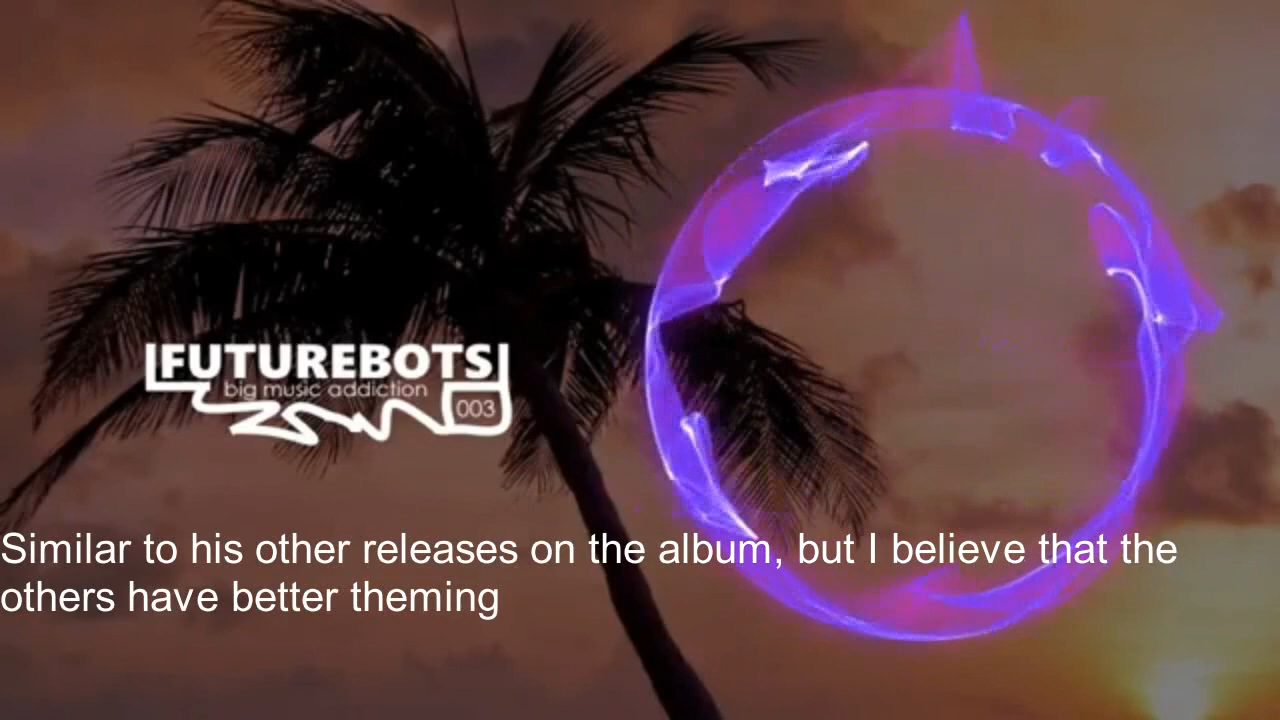 FUTUREBOTS
big music addiction
003
Similar to his other releases on the album, but I believe that the
others have better theming